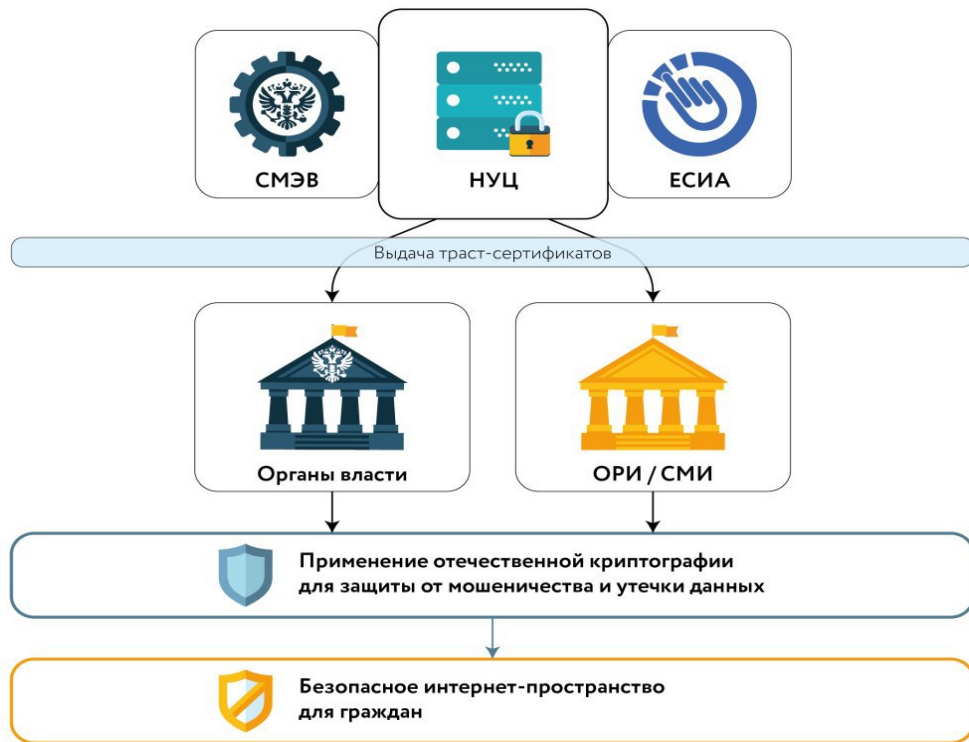 СМЭВ
НУЦ
ЕСИА
Выдача траст-сертификатов
Органы власти
ОРИ / СМИ
Применение отечественной криптографии
для защиты от мошеничества и утечки данных
Безопасное интернет-пространство
для граждан